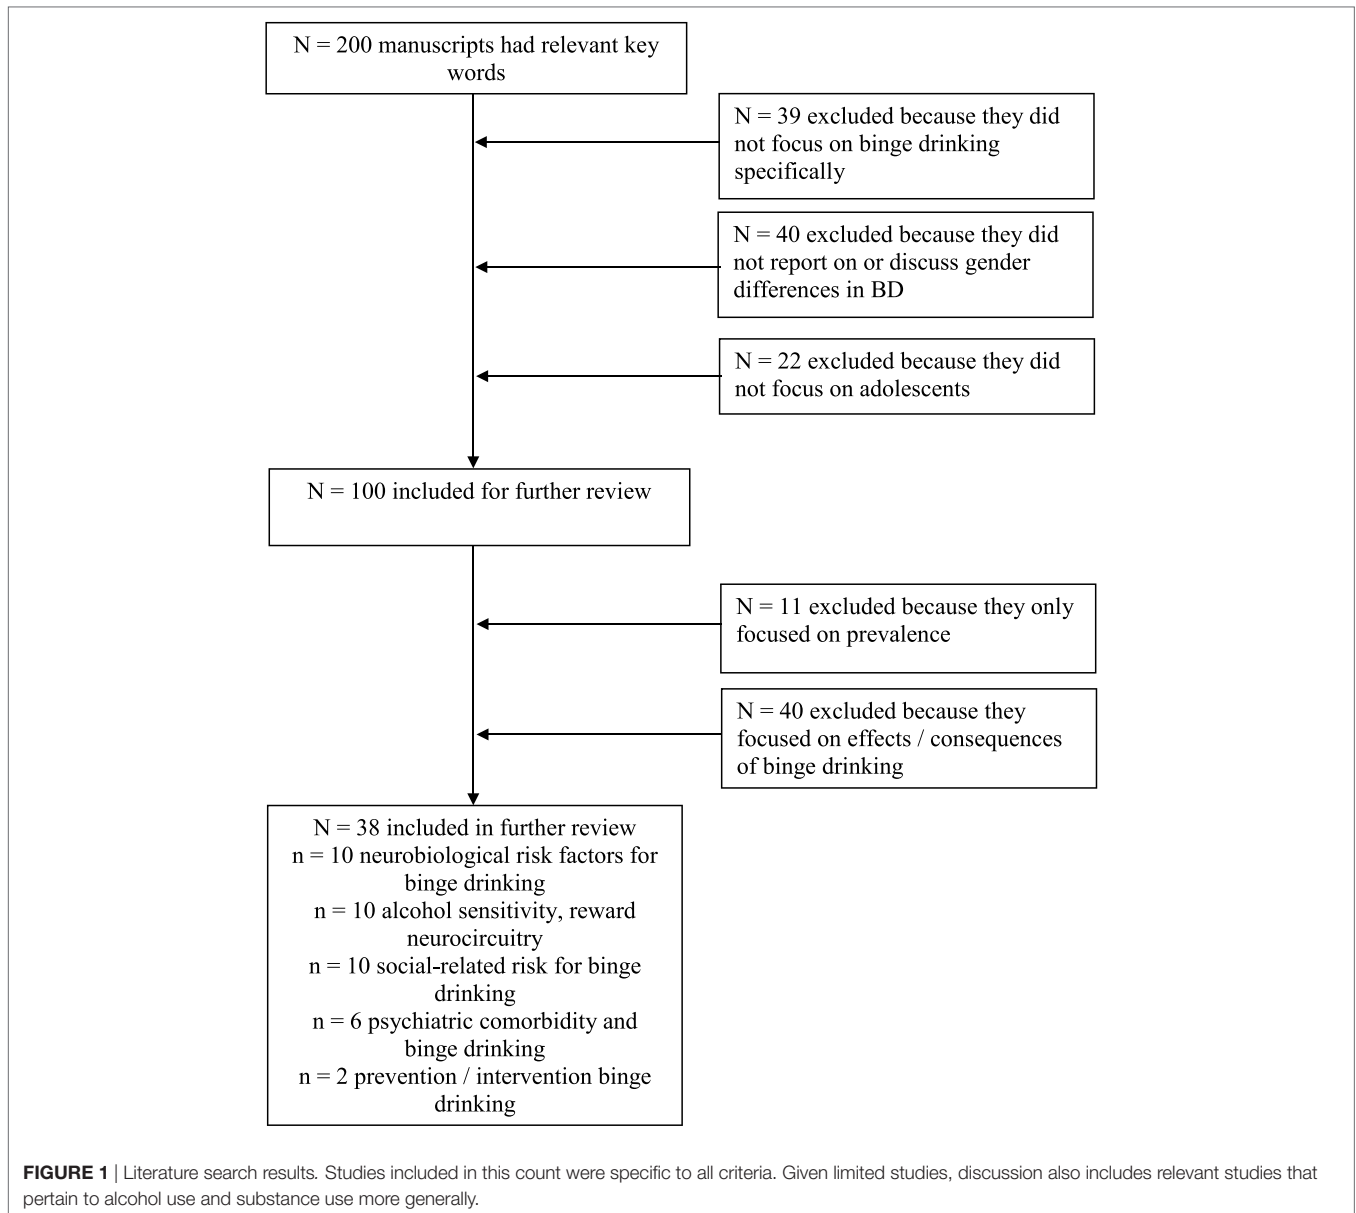 N = 200 manuscripts had relevant key
words
N = 39 excluded because they did
not focus on binge drinking
specifically
N = 40 excluded because they did
not report on or discuss gender
differences in BD
N = 22 excluded because they did
not focus on adolescents
N = 100 included for further review
N = 11 excluded because they only
focused on prevalence
N = 40 excluded because they
focused on effects / consequences
of binge drinking
N = 38 included in further review
n = 10 neurobiological risk factors for
binge drinking
n = 10 alcohol sensitivity, reward
neurocircuitry
n = 10 social-related risk for binge
drinking
n = 6 psychiatric comorbidity and
binge drinking
n = 2 prevention / intervention binge
drinking
FIGURE 1 | Literature search results. Studies included in this count were specific to all criteria. Given limited studies, discussion also includes relevant studies that
pertain to alcohol use and substance use more generally.